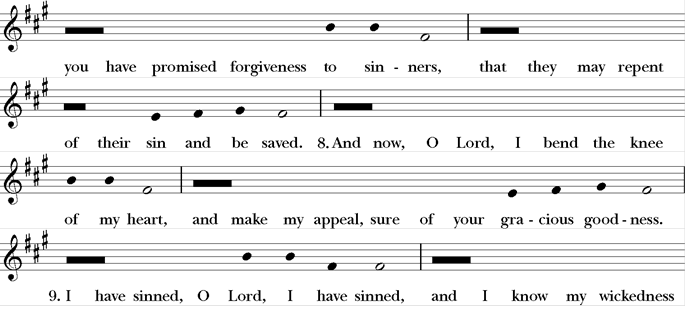 you have promised forgiveness to sin - ners, that they may repent
of their sin and be saved. 8. And now, O Lord, I bend the knee
of my heart, and make my appeal, sure of your gra - cious good - ness.
9. I have sinned, O Lord, I have sinned, and I know my wickedness